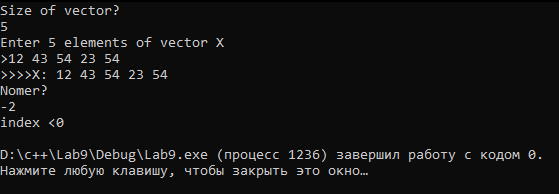 Size of vector?
5
Enter 5 elements of vector X
>12 43 54 23 54
>>>>X: 12 43 54 23 54
Nomer?
-2
index <0
D:\c++\Lab9\Debug\Lab9.exe (процесс 1236) завершил работу с кодом 0.
Нажмите любую клавишу, чтобы закрыть это окно…